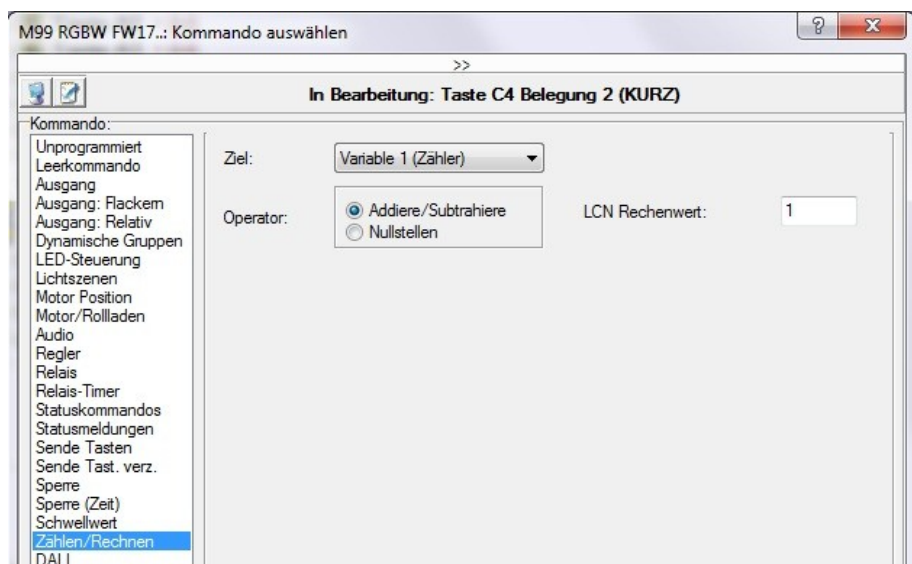 M99 RGBW FW17..: Kommando auswählen
>>
In Bearbeitung: Taste C4 Belegung 2 (KURZ)
Kommando:
Unprogrammiert
Leerkommando
Ausgang
Ausgang: Flackern
Ausgang: Relativ
Dynamische Gruppen
LED-Steuerung
Lichtszenen
Motor Position
Motor/Rollladen
Audio
Regler
Relais
Relais-Timer
Statuskommandos
Statusmeldungen
Sende Tasten
Sende Tast. verz.
Sperre
Sperre (Zeit)
Schwellwert
Zählen/Rechnen
DALI
Ziel:
Variable 1 (Zähler)
Operator:
Addiere/Subtrahiere
Nullstellen
LCN Rechenwert:
1